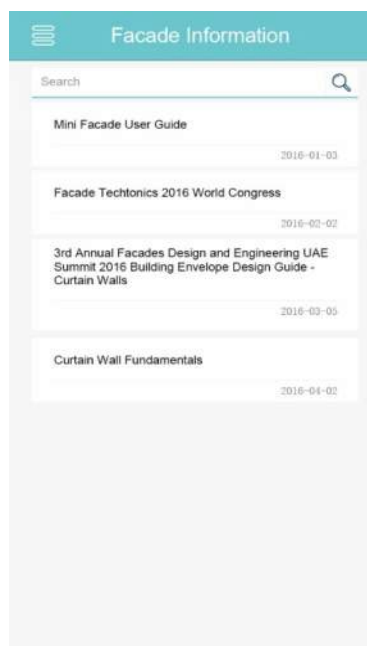 Facade Information
Search
Mini Facade User Guide
2016-01-03
Facade Techtonics 2016 World Congress
2016-02-02
3rd Annual Facades Design and Engineering UAE
Summit 2016 Building Envelope Design Guide -
Curtain Walls
2016-03-05
Curtain Wall Fundamentals
2016-04-02